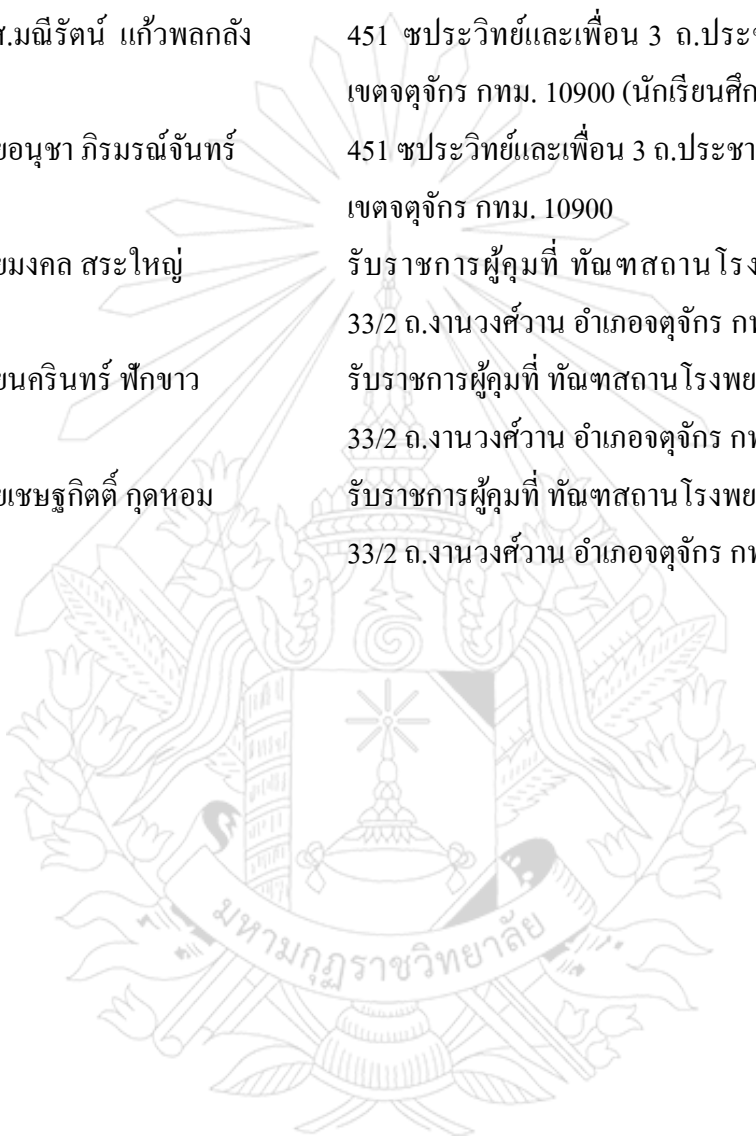 ส.มณีรัตน์ แก้วพลกลัง 451 ซประวิทย์และเพื่อน 3 ถ.ประช
เขตจตุจักร กทม. 10900 (นักเรียนศึก
ยอนุชา ภิรมรณ์จันทร์ 451 ซประวิทย์และเพื่อน 3 ถ.ประชา
เขตจตุจักร กทม. 10900
ยมงคล สระใหญ่ รับราชการผู้คุมที่ ทัณฑสถานโรง
33/2 ถ.งานวงศ์วาน อำเภอจตุจักร กท
ยนครินทร์ ฟักขาว รับราชการผู้คุมที่ ทัณฑสถานโรงพย
33/2 ถ.งานวงศ์วาน อำเภอจตุจักร กท
ยเชษฐกิตติ์ กุดหอม รับราชการผู้คุมที่ ทัณฑสถานโรงพย
33/2 ถ.งานวงศ์วาน อำเภอจตุจักร กท
มหามกุฏราชวิทยาลัย